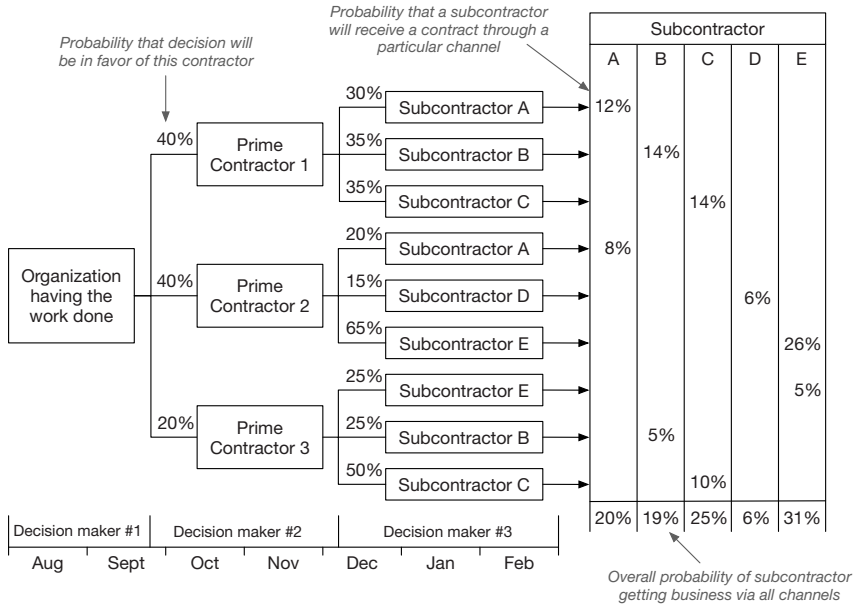 Probability that decision will
be in favor of this contractor
Probability that a subcontractor
will receive a contract through a
particular channel
Subcontractor
A B C D E
30% Subcontractor A 12%
40% Prime
Contractor 1
35% Subcontractor B 14%
35% Subcontractor C 14%
20% Subcontractor A 8%
Organization
having the
work done
40% Prime
Contractor 2
15% Subcontractor D 6%
65% Subcontractor E 26%
25% Subcontractor E 5%
20% Prime
Contractor 3
25% Subcontractor B 5%
50% Subcontractor C 10%
20% 19% 25% 6% 31%
Decision maker #1 Decision maker #2 Decision maker #3
Aug Sept Oct Nov Dec Jan Feb
Overall probability of subcontractor
getting business via all channels